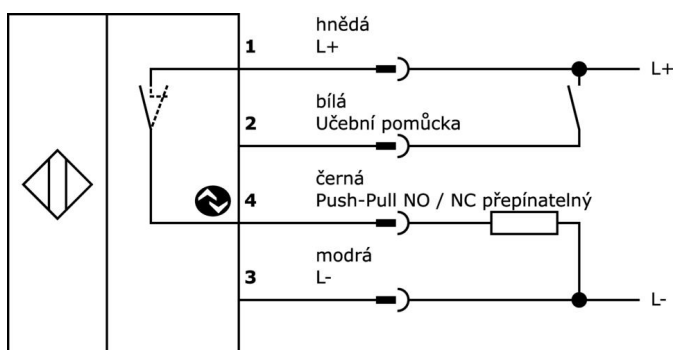 hnědá
1 L+
L+
bílá
2 Učební pomůcka
černá
4 Push-Pull NO / NC přepínatelný
modrá
3 L-
L-